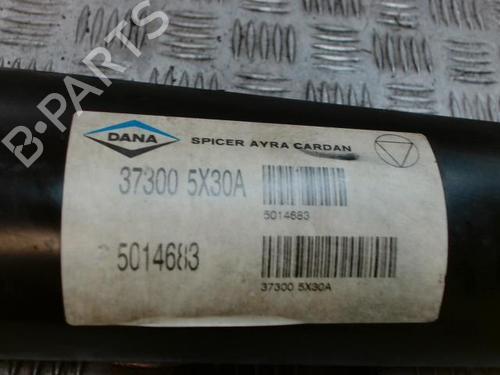 B-PARTS
DANA
SPICER AYRA CARDAN
37300 5X30A
5014683
5014683
37300 5X30A